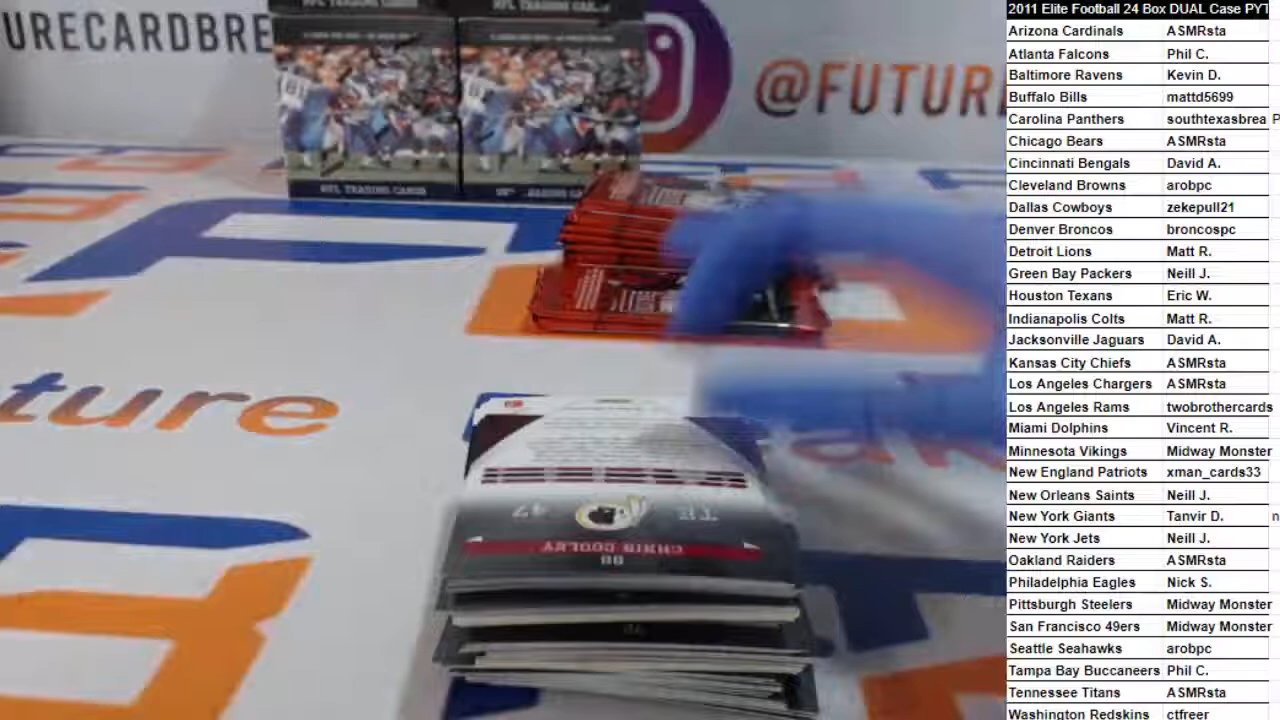 URECARDBRE
@FUTUR
NFL TRADING CARDS
ture
TE 47
CHRIS COOLEY
2011 Elite Football 24 Box DUAL Case PYT
Arizona Cardinals ASMRsta
Atlanta Falcons Phil C.
Baltimore Ravens Kevin D.
Buffalo Bills mattd5699
Carolina Panthers southtexasbrea P
Chicago Bears ASMRsta
Cincinnati Bengals David A.
Cleveland Browns arobpc
Dallas Cowboys zekepull21
Denver Broncos broncospc
Detroit Lions Matt R.
Green Bay Packers Neill J.
Houston Texans Eric W.
Indianapolis Colts Matt R.
Jacksonville Jaguars David A.
Kansas City Chiefs ASMRsta
Los Angeles Chargers ASMRsta
Los Angeles Rams twobrothercards
Miami Dolphins Vincent R.
Minnesota Vikings Midway Monster
New England Patriots xman_cards33
New Orleans Saints Neill J.
New York Giants Tanvir D. n
New York Jets Neill J.
Oakland Raiders ASMRsta
Philadelphia Eagles Nick S.
Pittsburgh Steelers Midway Monster
San Francisco 49ers Midway Monster
Seattle Seahawks arobpc
Tampa Bay Buccaneers Phil C.
Tennessee Titans ASMRsta
Washington Redskins ctfreer